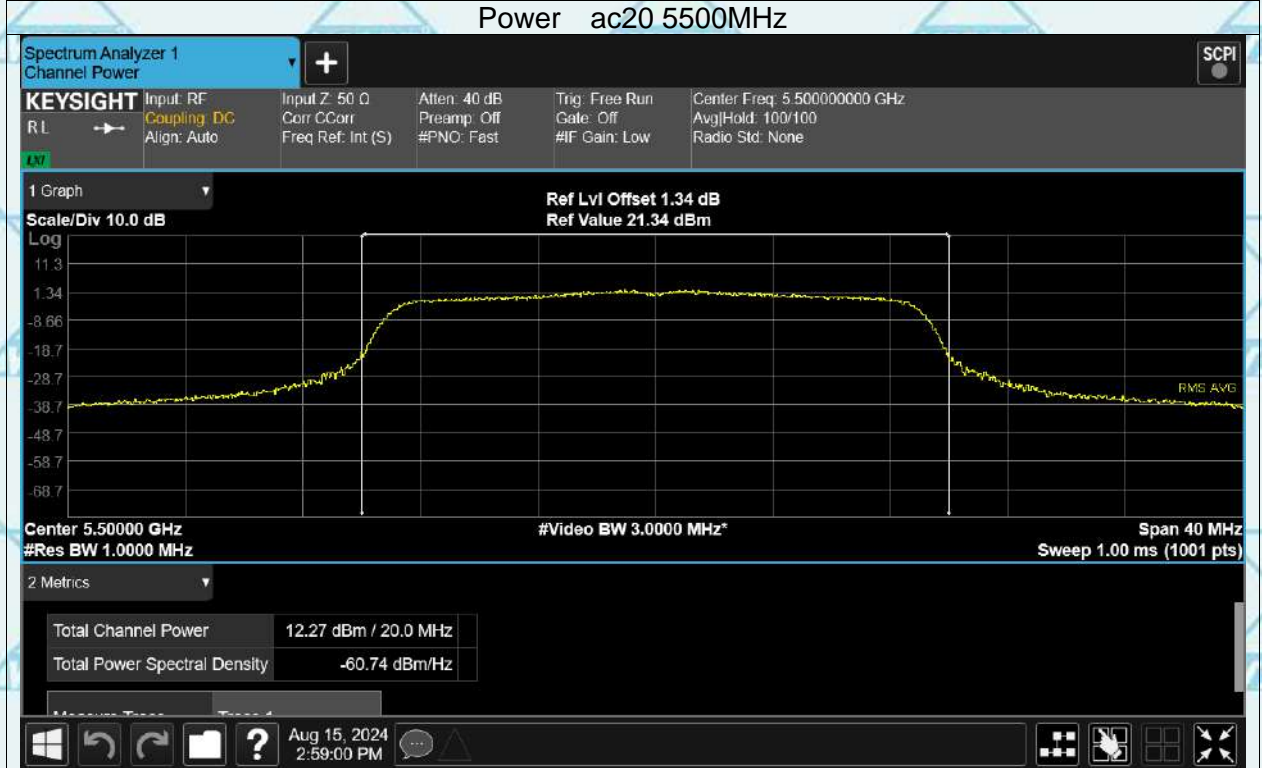 Power ac20 5500MHz
Spectrum Analyzer 1
Channel Power
SCPI
KEYSIGHT Input: RF Input Z: 50 Ω Atten: 40 dB Trig: Free Run Center Freq: 5.500000000 GHz
Coupling: DC Corr CCorr Preamp: Off Gate: Off Avg|Hold: 100/100
RL Align: Auto Freq Ref: Int (S) #PNO: Fast #IF Gain: Low Radio Std: None
LXI
1 Graph
Ref Lvl Offset 1.34 dB
Scale/Div 10.0 dB Ref Value 21.34 dBm
Log
11.3
1.34
-8.66
-18.7
-28.7
RMS AVG
-38.7
-48.7
-58.7
-68.7
Center 5.50000 GHz #Video BW 3.0000 MHz* Span 40 MHz
#Res BW 1.0000 MHz Sweep 1.00 ms (1001 pts)
2 Metrics
Total Channel Power 12.27 dBm / 20.0 MHz
Total Power Spectral Density -60.74 dBm/Hz
Measure Trace Trace 1
? Aug 15, 2024
2:59:00 PM